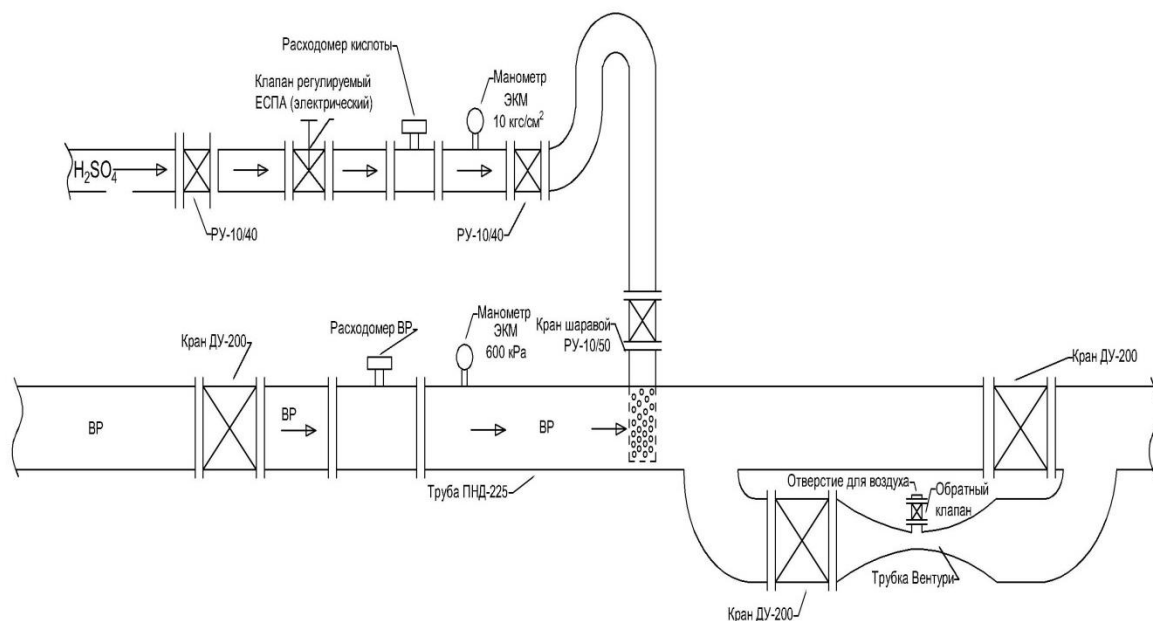 Расходомер кислоты
Клапан регулируемый
ЕСПА (электрический)
Манометр
ЭКМ
10 кгс/см²
H₂SO₄
РУ-10/40
РУ-10/40
Кран ДУ-200
Расходомер ВР
Манометр
ЭКМ
600 кРа
Кран шаравой
РУ-10/50
Кран ДУ-200
ВР
ВР
ВР
Труба ПНД-225
Отверстие для воздуха
Обратный
клапан
Трубка Вентури
Кран ДУ-200